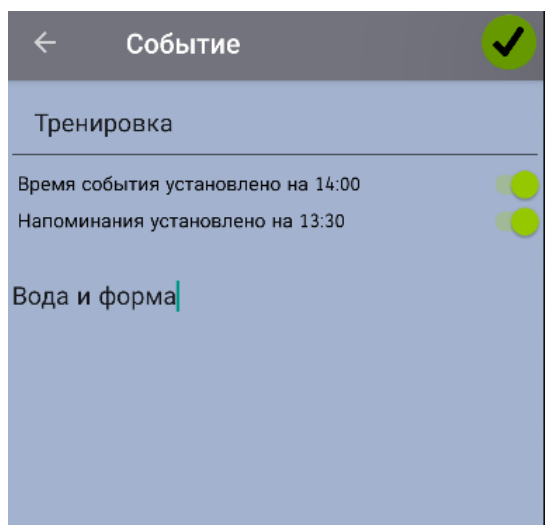 Событие
Тренировка
Время события установлено на 14:00
Напоминания установлено на 13:30
Вода и форма